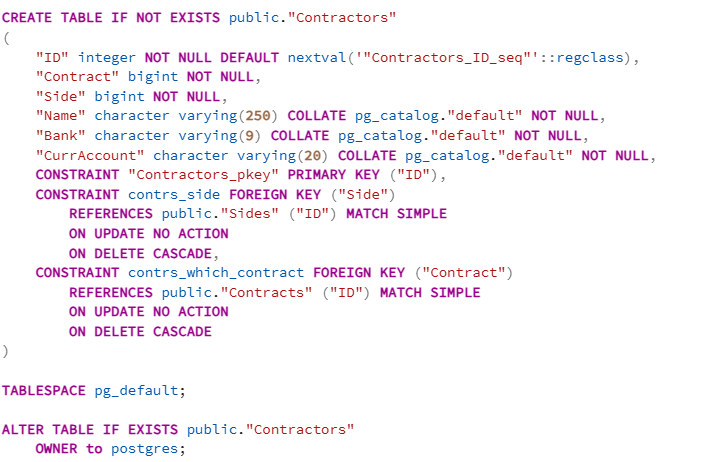 CREATE TABLE IF NOT EXISTS public."Contractors"
(
    "ID" integer NOT NULL DEFAULT nextval('"Contractors_ID_seq"'::regclass),
    "Contract" bigint NOT NULL,
    "Side" bigint NOT NULL,
    "Name" character varying(250) COLLATE pg_catalog."default" NOT NULL,
    "Bank" character varying(9) COLLATE pg_catalog."default" NOT NULL,
    "CurrAccount" character varying(20) COLLATE pg_catalog."default" NOT NULL,
    CONSTRAINT "Contractors_pkey" PRIMARY KEY ("ID"),
    CONSTRAINT contrs_side FOREIGN KEY ("Side")
        REFERENCES public."Sides" ("ID") MATCH SIMPLE
        ON UPDATE NO ACTION
        ON DELETE CASCADE,
    CONSTRAINT contrs_which_contract FOREIGN KEY ("Contract")
        REFERENCES public."Contracts" ("ID") MATCH SIMPLE
        ON UPDATE NO ACTION
        ON DELETE CASCADE
)
TABLESPACE pg_default;
ALTER TABLE IF EXISTS public."Contractors"
    OWNER to postgres;